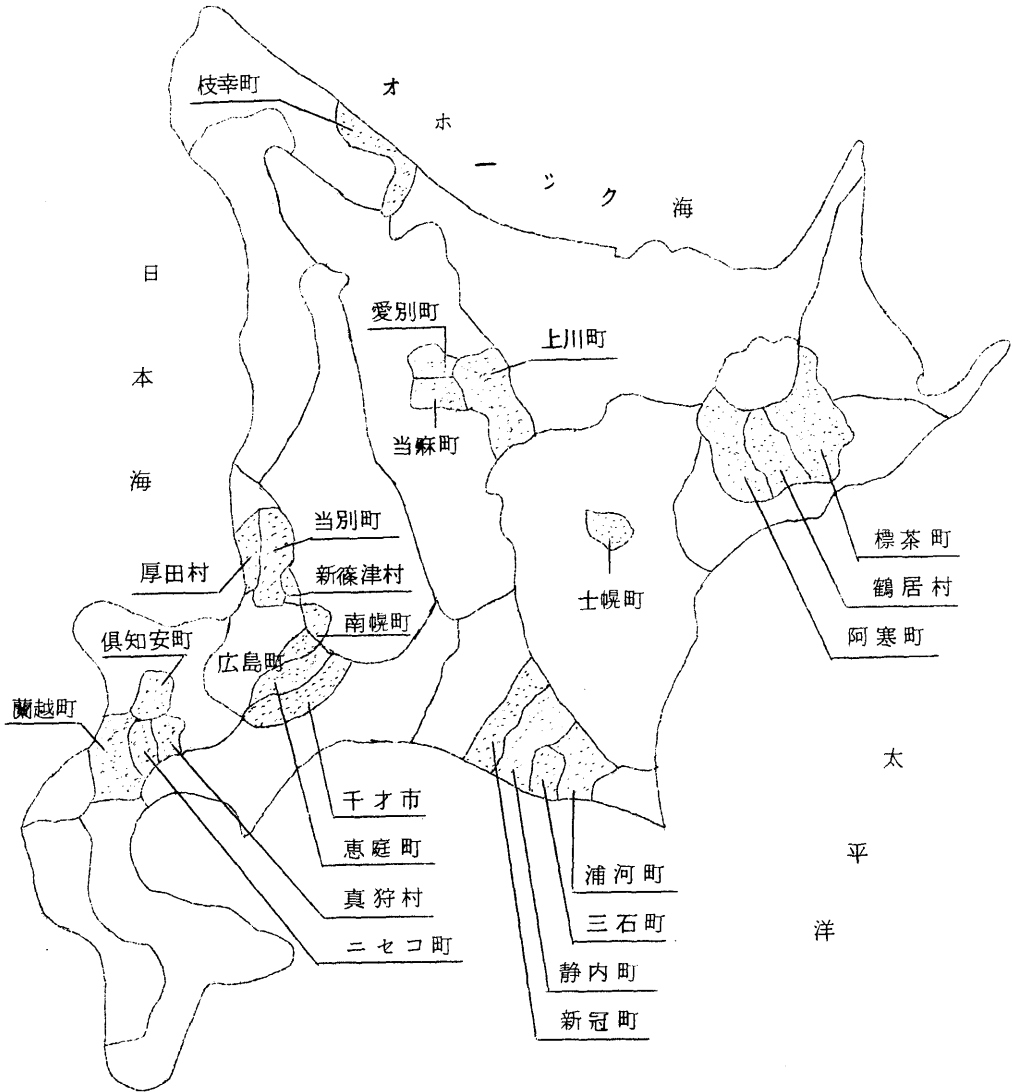 枝幸町
オホーツク海
日本海
愛別町
上川町
当麻町
当別町
厚田村
新篠津村
南幌町
広島町
倶知安町
蘭越町
士幌町
標茶町
鶴居村
阿寒町
千才市
恵庭町
真狩村
ニセコ町
浦河町
三石町
静内町
新冠町
太平洋